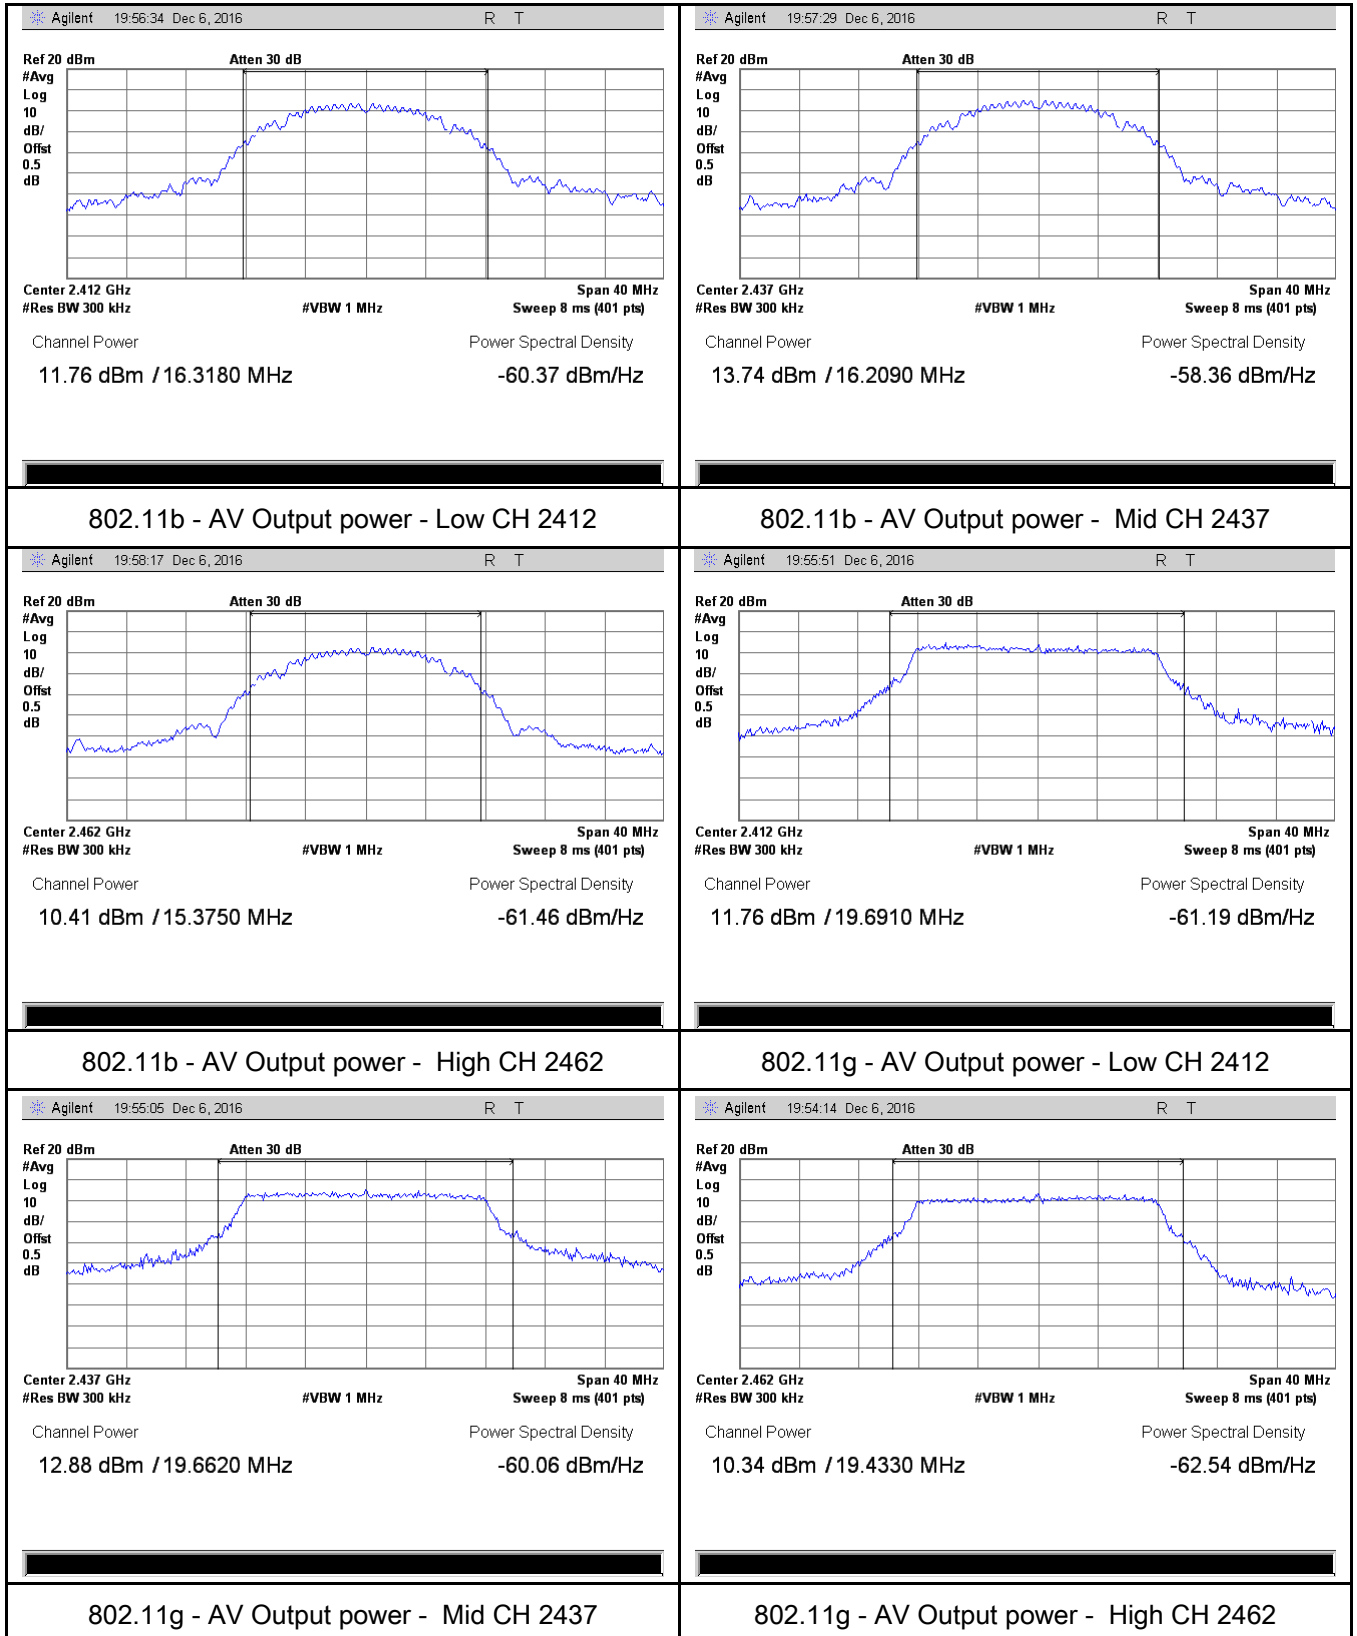 Agilent 19:56:34 Dec 6, 2016 R T
Ref 20 dBm Atten 30 dB
#Avg
Log
10
dB/
Offst
0.5
dB
Center 2.412 GHz Span 40 MHz
#Res BW 300 kHz #VBW 1 MHz Sweep 8 ms (401 pts)
Channel Power Power Spectral Density
11.76 dBm / 16.3180 MHz -60.37 dBm/Hz
802.11b - AV Output power - Low CH 2412
Agilent 19:57:29 Dec 6, 2016 R T
Ref 20 dBm Atten 30 dB
#Avg
Log
10
dB/
Offst
0.5
dB
Center 2.437 GHz Span 40 MHz
#Res BW 300 kHz #VBW 1 MHz Sweep 8 ms (401 pts)
Channel Power Power Spectral Density
13.74 dBm / 16.2090 MHz -58.36 dBm/Hz
802.11b - AV Output power - Mid CH 2437
Agilent 19:58:17 Dec 6, 2016 R T
Ref 20 dBm Atten 30 dB
#Avg
Log
10
dB/
Offst
0.5
dB
Center 2.462 GHz Span 40 MHz
#Res BW 300 kHz #VBW 1 MHz Sweep 8 ms (401 pts)
Channel Power Power Spectral Density
10.41 dBm / 15.3750 MHz -61.46 dBm/Hz
802.11b - AV Output power - High CH 2462
Agilent 19:55:51 Dec 6, 2016 R T
Ref 20 dBm Atten 30 dB
#Avg
Log
10
dB/
Offst
0.5
dB
Center 2.412 GHz Span 40 MHz
#Res BW 300 kHz #VBW 1 MHz Sweep 8 ms (401 pts)
Channel Power Power Spectral Density
11.76 dBm / 19.6910 MHz -61.19 dBm/Hz
802.11g - AV Output power - Low CH 2412
Agilent 19:55:05 Dec 6, 2016 R T
Ref 20 dBm Atten 30 dB
#Avg
Log
10
dB/
Offst
0.5
dB
Center 2.437 GHz Span 40 MHz
#Res BW 300 kHz #VBW 1 MHz Sweep 8 ms (401 pts)
Channel Power Power Spectral Density
12.88 dBm / 19.6620 MHz -60.06 dBm/Hz
802.11g - AV Output power - Mid CH 2437
Agilent 19:54:14 Dec 6, 2016 R T
Ref 20 dBm Atten 30 dB
#Avg
Log
10
dB/
Offst
0.5
dB
Center 2.462 GHz Span 40 MHz
#Res BW 300 kHz #VBW 1 MHz Sweep 8 ms (401 pts)
Channel Power Power Spectral Density
10.34 dBm / 19.4330 MHz -62.54 dBm/Hz
802.11g - AV Output power - High CH 2462